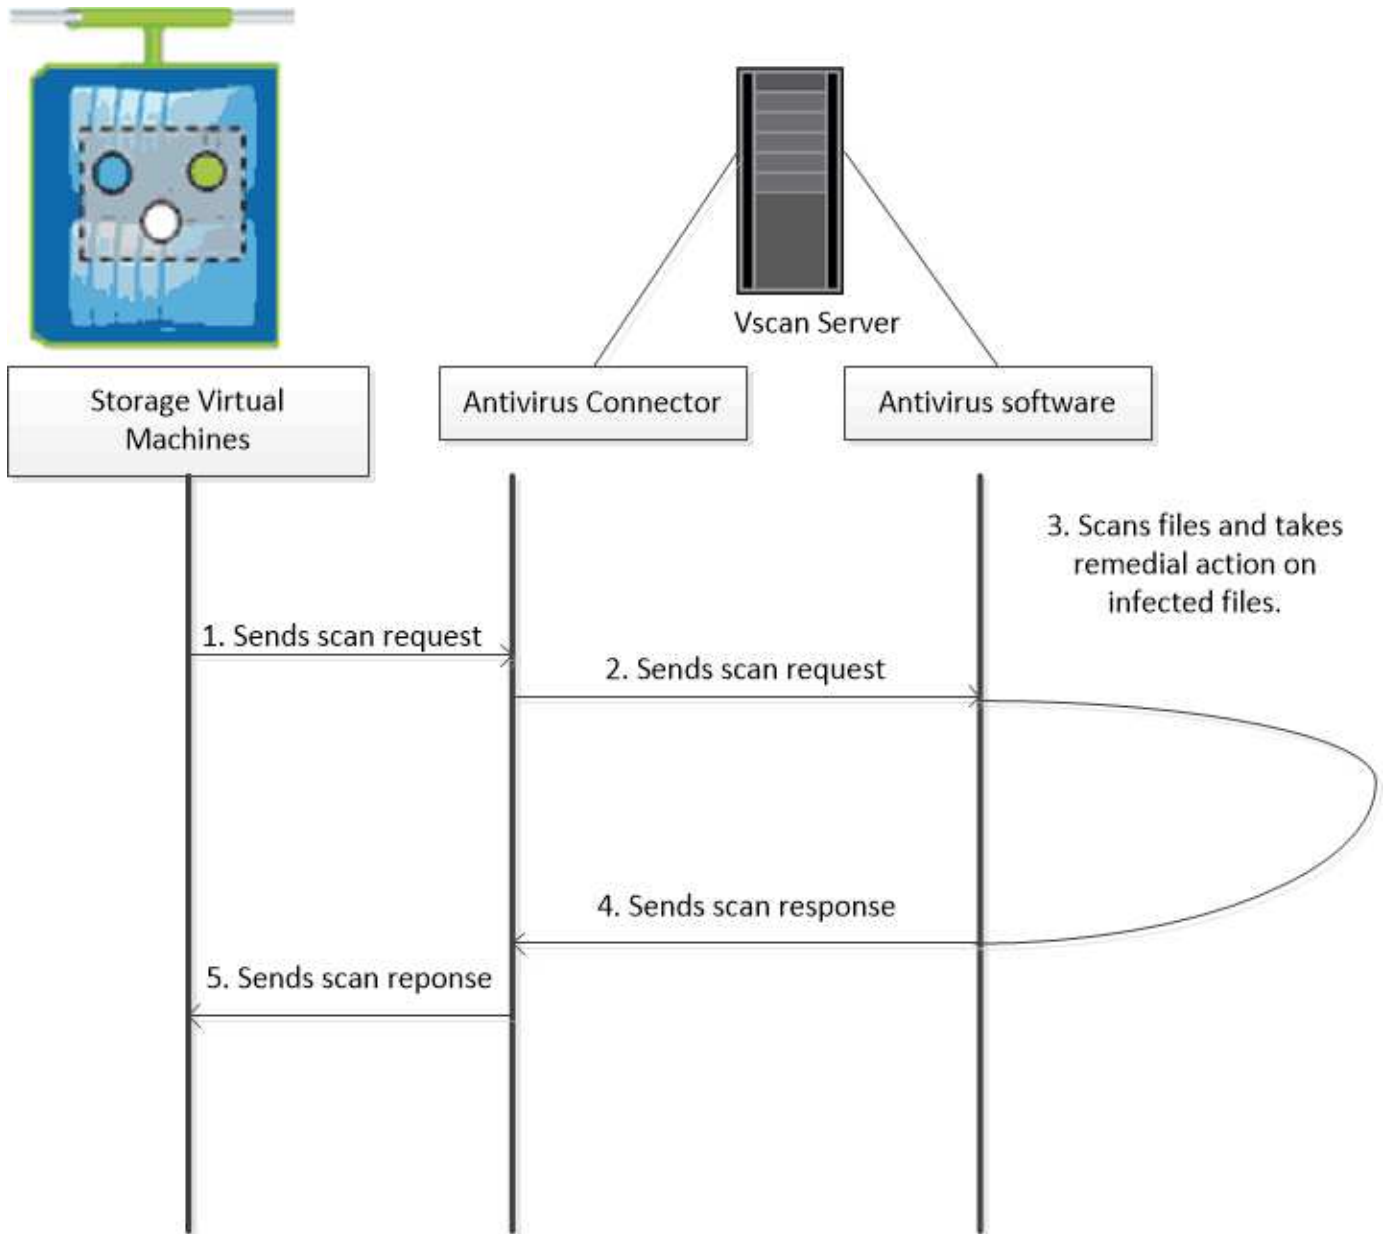 Vscan Server
Storage Virtual
Machines
Antivirus Connector
Antivirus software
3. Scans files and takes
remedial action on
infected files.
1. Sends scan request
2. Sends scan request
4. Sends scan response
5. Sends scan reponse